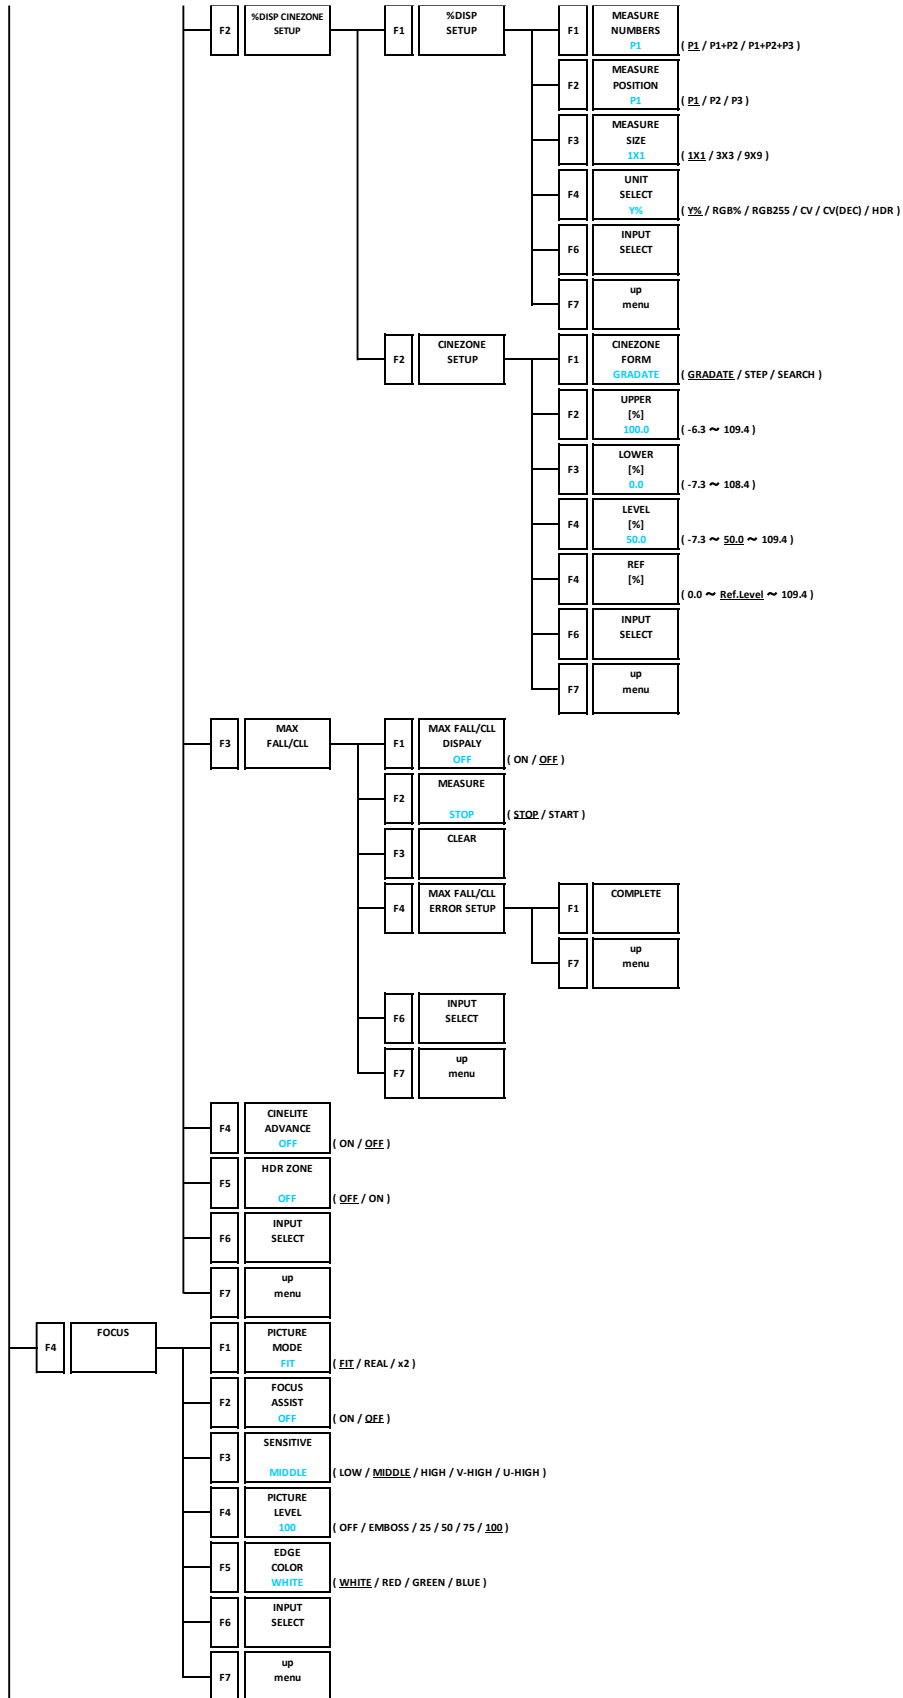 F2
%DISP CINEZONE
SETUP
F1
%DISP
SETUP
F1
MEASURE
NUMBERS
P1
( P1 / P1+P2 / P1+P2+P3 )
F2
MEASURE
POSITION
P1
( P1 / P2 / P3 )
F3
MEASURE
SIZE
1X1
( 1X1 / 3X3 / 9X9 )
F4
UNIT
SELECT
Y%
( Y% / RGB% / RGB255 / CV / CV(DEC) / HDR )
F6
INPUT
SELECT
F7
up
menu
F2
CINEZONE
SETUP
F1
CINEZONE
FORM
GRADATE
( GRADATE / STEP / SEARCH )
F2
UPPER
[%]
100.0
( -6.3 ～ 109.4 )
F3
LOWER
[%]
0.0
( -7.3 ～ 108.4 )
F4
LEVEL
[%]
50.0
( -7.3 ～ 50.0 ～ 109.4 )
F4
REF
[%]
( 0.0 ～ Ref.Level ～ 109.4 )
F6
INPUT
SELECT
F7
up
menu
F3
MAX
FALL/CLL
F1
MAX FALL/CLL
DISPALY
OFF
( ON / OFF )
F2
MEASURE
STOP
( STOP / START )
F3
CLEAR
F4
MAX FALL/CLL
ERROR SETUP
F1
COMPLETE
F7
up
menu
F6
INPUT
SELECT
F7
up
menu
F4
CINELITE
ADVANCE
OFF
( ON / OFF )
F5
HDR ZONE
OFF
( OFF / ON )
F6
INPUT
SELECT
F7
up
menu
F4
FOCUS
F1
PICTURE
MODE
FIT
( FIT / REAL / x2 )
F2
FOCUS
ASSIST
OFF
( ON / OFF )
F3
SENSITIVE
MIDDLE
( LOW / MIDDLE / HIGH / V-HIGH / U-HIGH )
F4
PICTURE
LEVEL
100
( OFF / EMBOSS / 25 / 50 / 75 / 100 )
F5
EDGE
COLOR
WHITE
( WHITE / RED / GREEN / BLUE )
F6
INPUT
SELECT
F7
up
menu